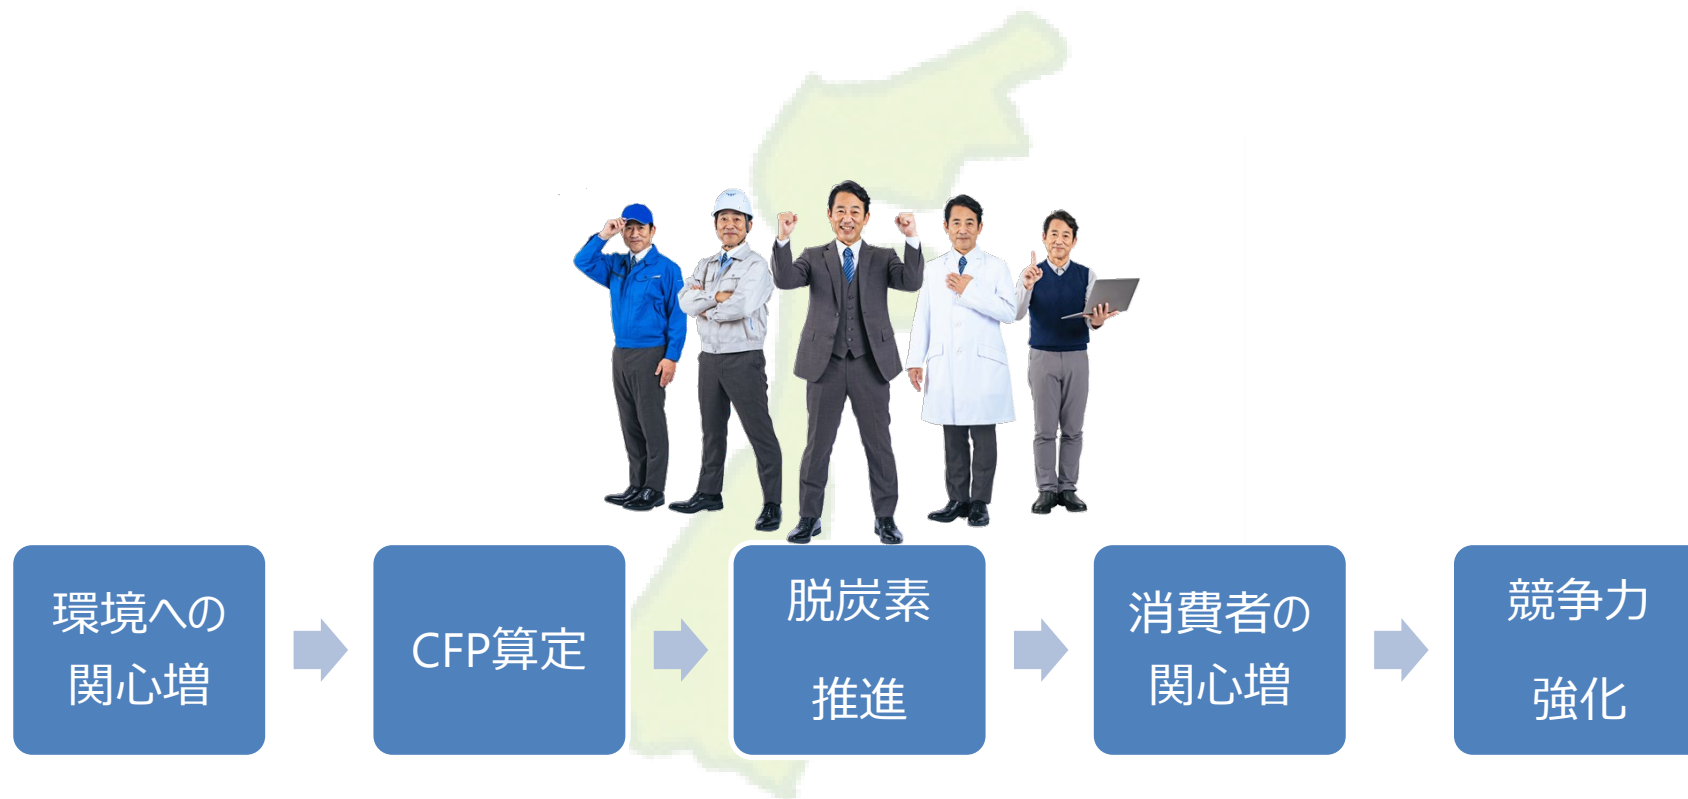 環境への
関心増
CFP算定
脱炭素
推進
消費者の
関心増
競争力
強化